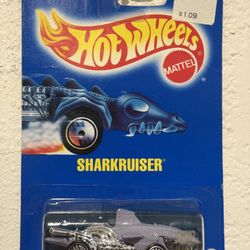 $1.09
Hot Wheels
MATTEL
SHARKRUISER